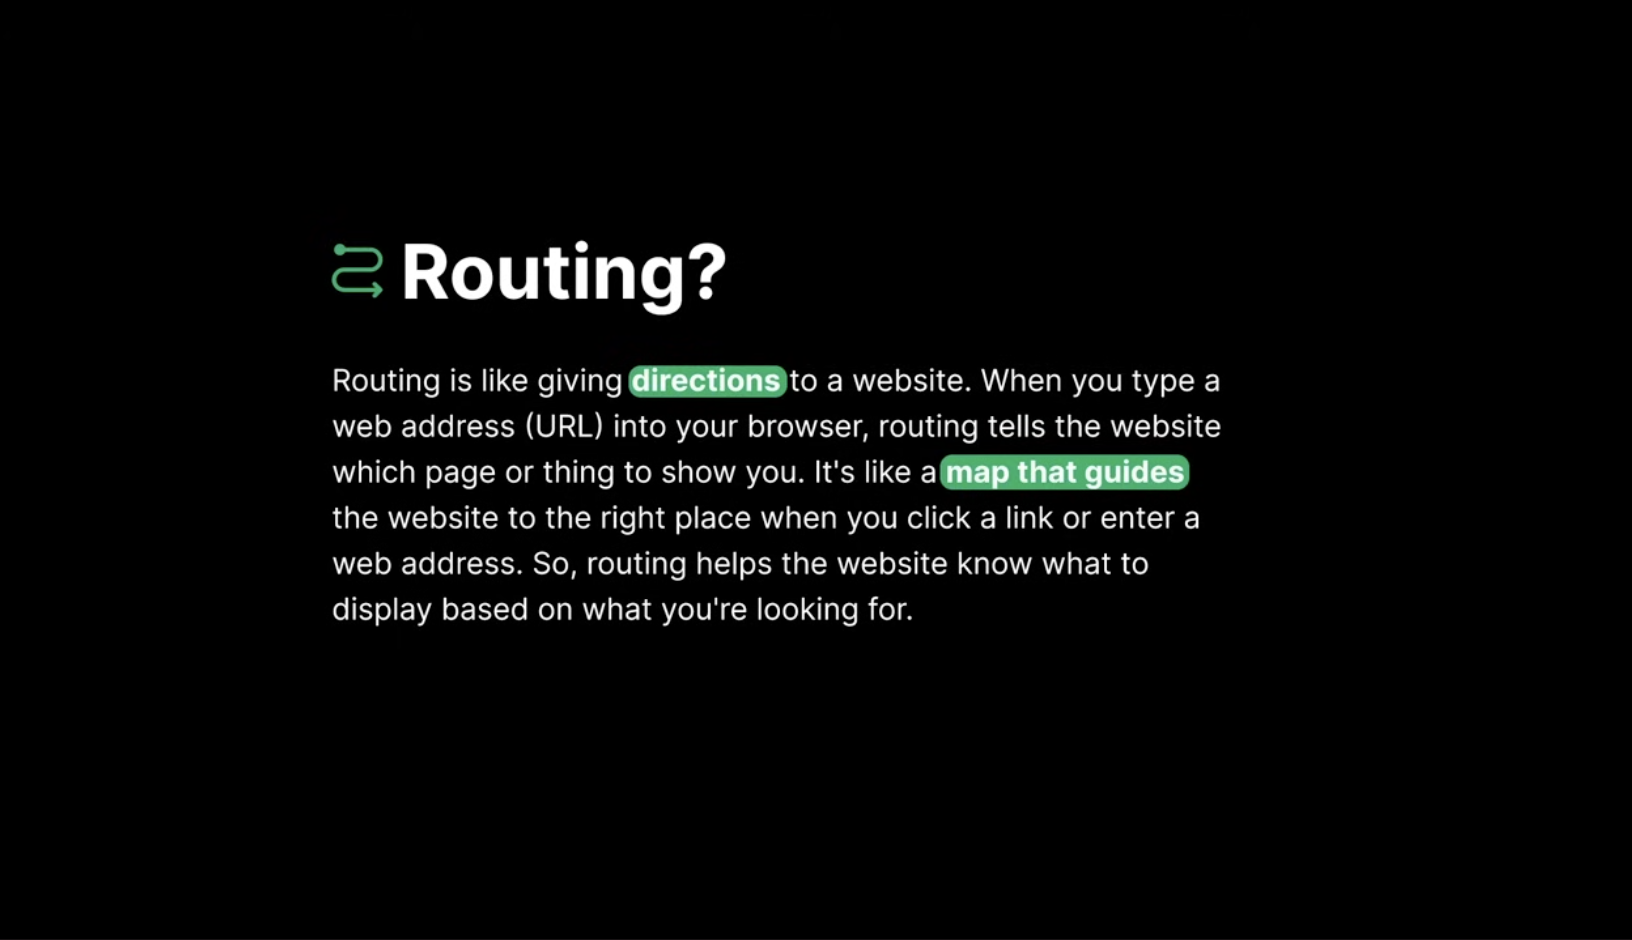 Routing?
Routing is like giving directions to a website. When you type a
web address (URL) into your browser, routing tells the website
which page or thing to show you. It's like a map that guides
the website to the right place when you click a link or enter a
web address. So, routing helps the website know what to
display based on what you're looking for.